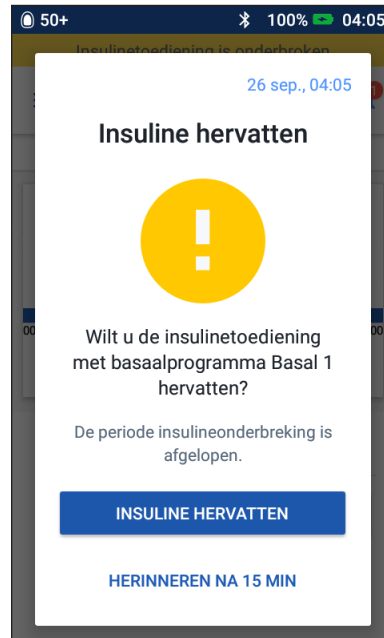 50+ 100% 04:05
Insulinetoediening is onderbroken
26 sep., 04:05
Insuline hervatten
!
Wilt u de insulinetoediening
met basaalprogramma Basal 1
hervatten?
De periode insulineonderbreking is
afgelopen.
INSULINE HERVATTEN
HERINNEREN NA 15 MIN